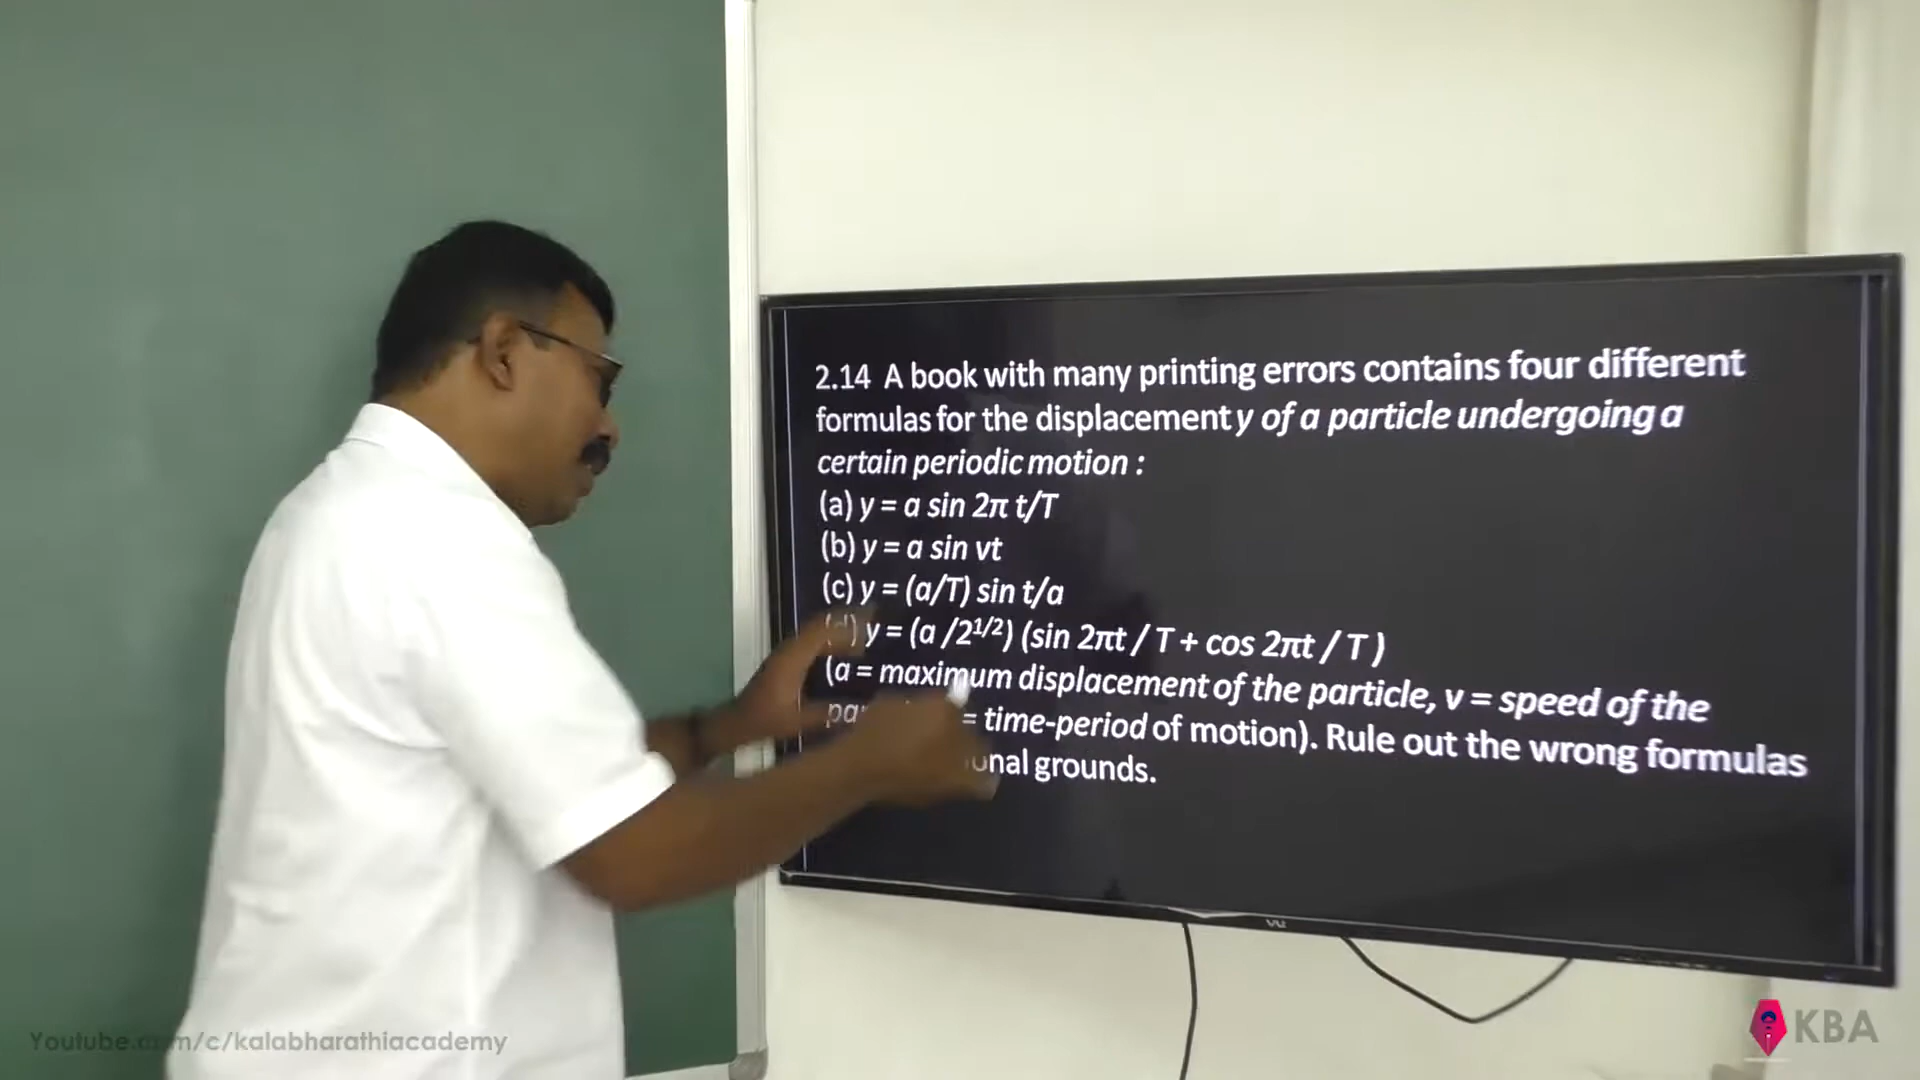 2.14 A book with many printing errors contains four different
formulas for the displacement y of a particle undergoing a
certain periodic motion :
(a) y = a sin 2π t/T
(b) y = a sin vt
(c) y = (a/T) sin t/a
y = (a /2^1/2) (sin 2πt / T + cos 2πt / T )
(a = maximum displacement of the particle, v = speed of the
= time-period of motion). Rule out the wrong formulas
grounds.
VU
Youtube.com/c/kalabharathiacademy
KBA